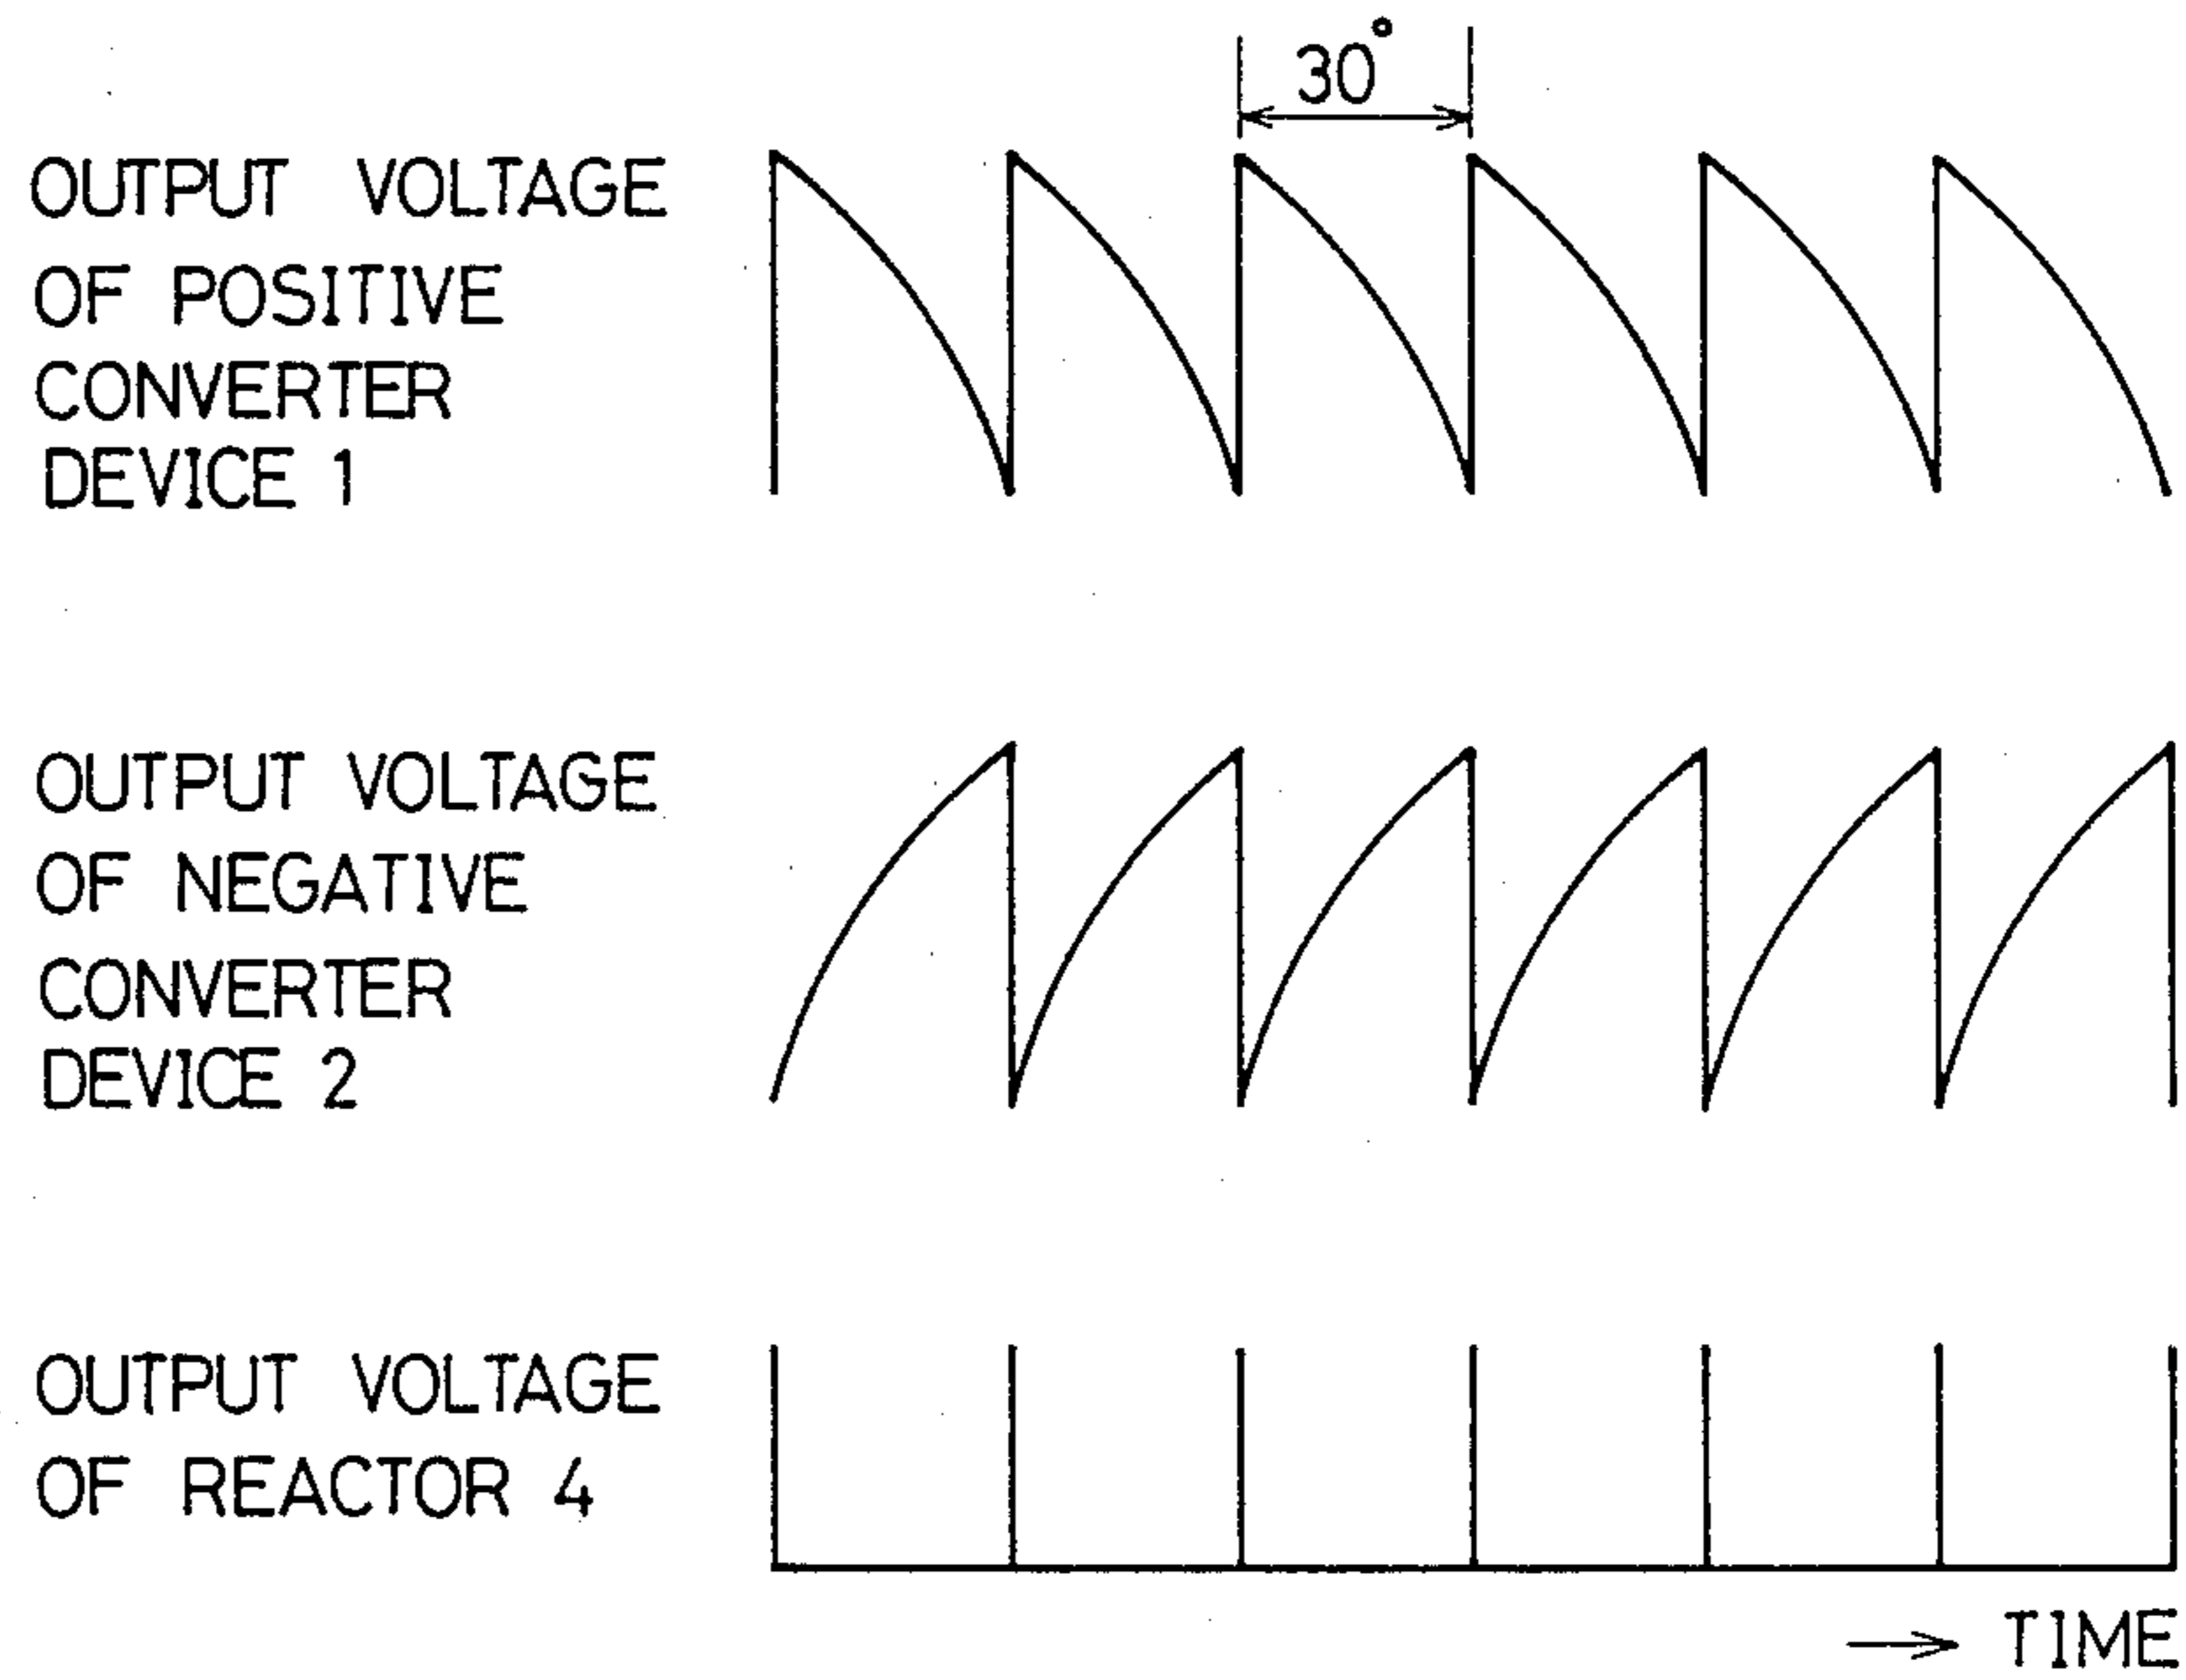 30°
OUTPUT VOLTAGE
OF POSITIVE
CONVERTER
DEVICE 1
OUTPUT VOLTAGE
OF NEGATIVE
CONVERTER
DEVICE 2
OUTPUT VOLTAGE
OF REACTOR 4
TIME